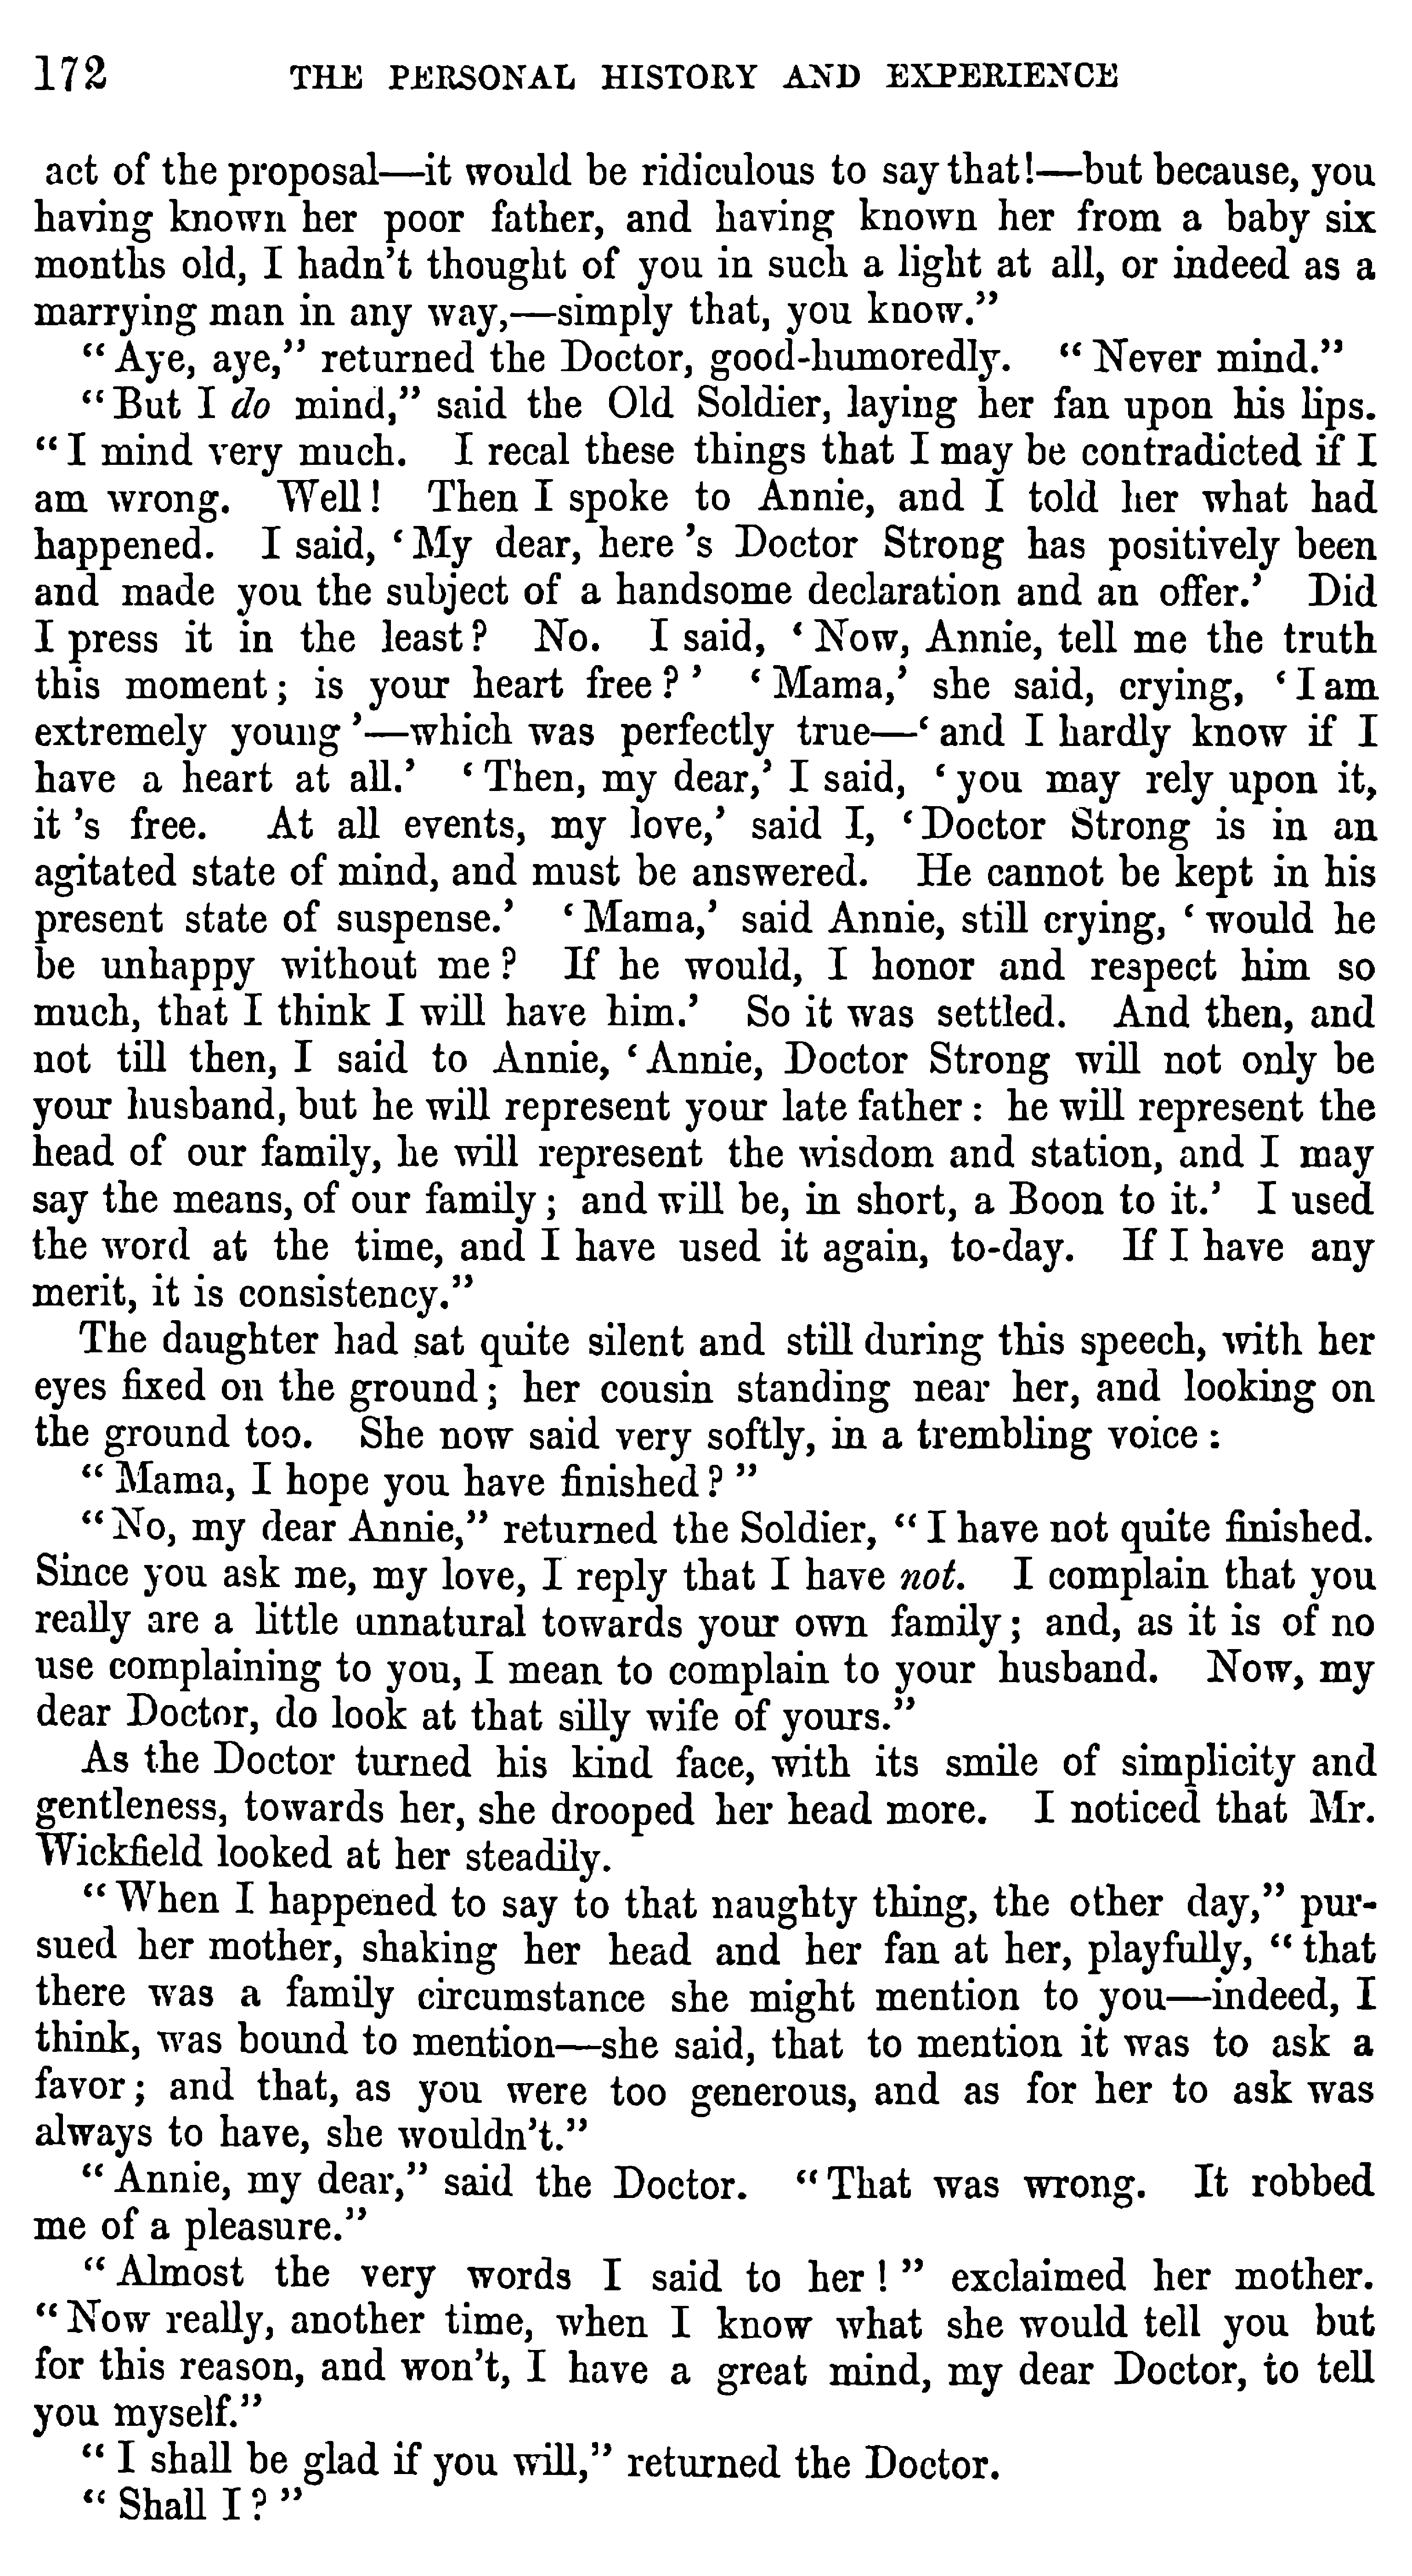 172 THE PERSONAL HISTORY AND EXPERIENCE
act of the proposal—it would be ridiculous to say that!—but because, you
having known her poor father, and having known her from a baby six
months old, I hadn't thought of you in such a light at all, or indeed as a
marrying man in any way,—simply that, you know.”
“Aye, aye,” returned the Doctor, good-humoredly. “Never mind.”
“But I do mind,” said the Old Soldier, laying her fan upon his lips.
“I mind very much. I recal these things that I may be contradicted if I
am wrong. Well! Then I spoke to Annie, and I told her what had
happened. I said, ‘My dear, here 's Doctor Strong has positively been
and made you the subject of a handsome declaration and an offer.’ Did
I press it in the least? No. I said, ‘Now, Annie, tell me the truth
this moment; is your heart free?’ ‘Mama,’ she said, crying, ‘I am
extremely young’—which was perfectly true—‘and I hardly know if I
have a heart at all.’ ‘Then, my dear,’ I said, ‘you may rely upon it,
it 's free. At all events, my love,’ said I, ‘Doctor Strong is in an
agitated state of mind, and must be answered. He cannot be kept in his
present state of suspense.’ ‘Mama,’ said Annie, still crying, ‘would he
be unhappy without me? If he would, I honor and respect him so
much, that I think I will have him.’ So it was settled. And then, and
not till then, I said to Annie, ‘Annie, Doctor Strong will not only be
your husband, but he will represent your late father: he will represent the
head of our family, he will represent the wisdom and station, and I may
say the means, of our family; and will be, in short, a Boon to it.’ I used
the word at the time, and I have used it again, to-day. If I have any
merit, it is consistency.”
The daughter had sat quite silent and still during this speech, with her
eyes fixed on the ground; her cousin standing near her, and looking on
the ground too. She now said very softly, in a trembling voice:
“Mama, I hope you have finished?”
“No, my dear Annie,” returned the Soldier, “I have not quite finished.
Since you ask me, my love, I reply that I have not. I complain that you
really are a little unnatural towards your own family; and, as it is of no
use complaining to you, I mean to complain to your husband. Now, my
dear Doctor, do look at that silly wife of yours.”
As the Doctor turned his kind face, with its smile of simplicity and
gentleness, towards her, she drooped her head more. I noticed that Mr.
Wickfield looked at her steadily.
“When I happened to say to that naughty thing, the other day,” pur-
sued her mother, shaking her head and her fan at her, playfully, “that
there was a family circumstance she might mention to you—indeed, I
think, was bound to mention—she said, that to mention it was to ask a
favor; and that, as you were too generous, and as for her to ask was
always to have, she wouldn't.”
“Annie, my dear,” said the Doctor. “That was wrong. It robbed
me of a pleasure.”
“Almost the very words I said to her!” exclaimed her mother.
“Now really, another time, when I know what she would tell you but
for this reason, and won't, I have a great mind, my dear Doctor, to tell
you myself.”
“I shall be glad if you will,” returned the Doctor.
“Shall I?”